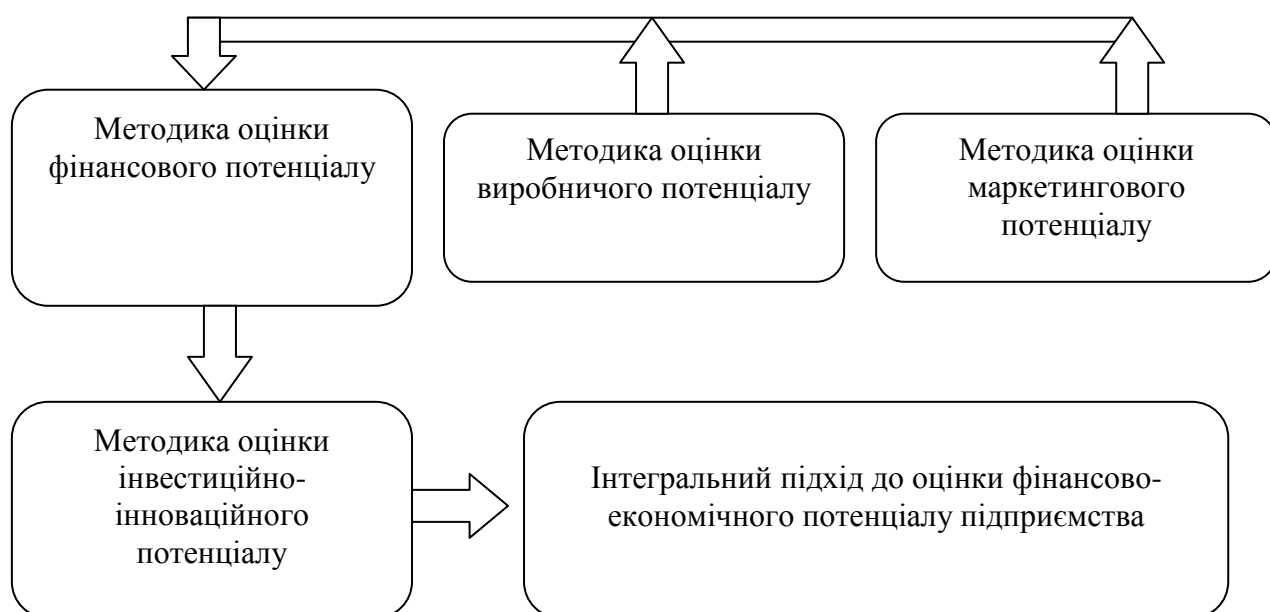 Методика оцінки
фінансового потенціалу
Методика оцінки
виробничого потенціалу
Методика оцінки
маркетингового
потенціалу
Методика оцінки
інвестиційно-
інноваційного
потенціалу
Інтегральний підхід до оцінки фінансово-
економічного потенціалу підприємства